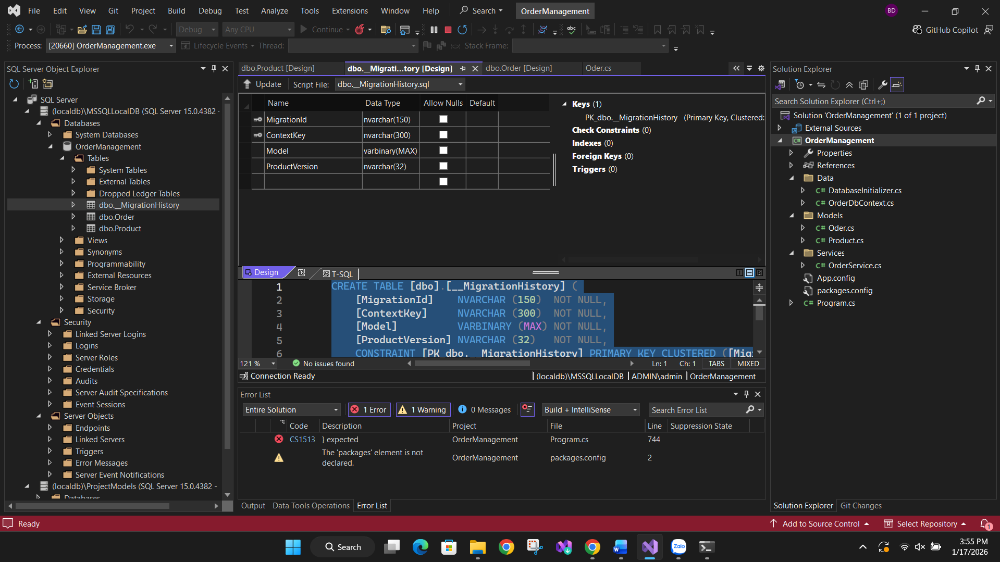 File Edit View Git Project Build Debug Test Analyze Tools Extensions Window Help Search OrderManagement BD
Debug Any CPU Continue GitHub Copilot
Process: [20660] OrderManagement.exe Lifecycle Events Thread: Stack Frame:
SQL Server Object Explorer
SQL Server
(localdb)\MSSQLLocalDB (SQL Server 15.0.4382 -
Databases
System Databases
OrderManagement
Tables
System Tables
External Tables
Dropped Ledger Tables
dbo.__MigrationHistory
dbo.Order
dbo.Product
Views
Synonyms
Programmability
External Resources
Service Broker
Storage
Security
Security
Linked Server Logins
Logins
Server Roles
Credentials
Audits
Server Audit Specifications
Event Sessions
Server Objects
Endpoints
Linked Servers
Triggers
Error Messages
Server Event Notifications
(localdb)\ProjectModels (SQL Server 15.0.4382 -
Databases
dbo.Product [Design] dbo.__Migrati...tory [Design] dbo.Order [Design] Oder.cs
Update Script File: dbo.__MigrationHistory.sql
Name Data Type Allow Nulls Default
MigrationId nvarchar(150)
ContextKey nvarchar(300)
Model varbinary(MAX)
ProductVersion nvarchar(32)
Keys (1)
PK_dbo.__MigrationHistory (Primary Key, Clustered:
Check Constraints (0)
Indexes (0)
Foreign Keys (0)
Triggers (0)
Design T-SQL
1 CREATE TABLE [dbo].[__MigrationHistory] (
2 [MigrationId] NVARCHAR (150) NOT NULL,
3 [ContextKey] NVARCHAR (300) NOT NULL,
4 [Model] VARBINARY (MAX) NOT NULL,
5 [ProductVersion] NVARCHAR (32) NOT NULL,
6 CONSTRAINT [PK_dbo.__MigrationHistory] PRIMARY KEY CLUSTERED ([Mig
121 % No issues found Ln: 1 Ch: 1 TABS MIXED
Connection Ready (localdb)\MSSQLLocalDB ADMIN\admin OrderManagement
Error List
Entire Solution 1 Error 1 Warning 0 Messages Build + IntelliSense Search Error List
Code Description Project File Line Suppression State
CS1513 } expected OrderManagement Program.cs 744
The 'packages' element is not
declared. OrderManagement packages.config 2
Output Data Tools Operations Error List
Solution Explorer
Search Solution Explorer (Ctrl+;)
Solution 'OrderManagement' (1 of 1 project)
External Sources
OrderManagement
Properties
References
Data
C# DatabaseInitializer.cs
C# OrderDbContext.cs
Models
C# Oder.cs
C# Product.cs
Services
C# OrderService.cs
App.config
packages.config
C# Program.cs
Solution Explorer Git Changes
Ready Add to Source Control Select Repository 1
Search Zalo 3:55 PM
1/17/2026